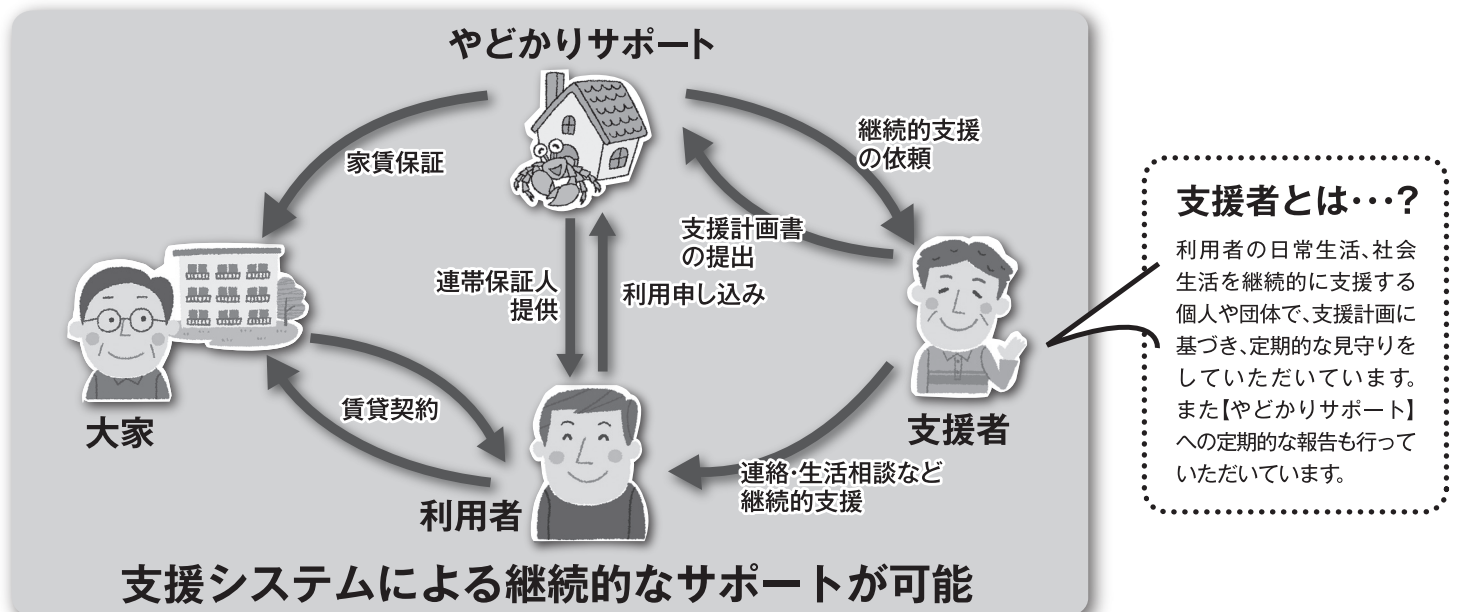 やどかりサポート
家賃保証
継続的支援
の依頼
支援計画書
の提出
連帯保証人
提供
利用申し込み
大家
賃貸契約
支援者
利用者
連絡・生活相談など
継続的支援
支援システムによる継続的なサポートが可能
支援者とは・・・?
利用者の日常生活、社会
生活を継続的に支援する
個人や団体で、支援計画に
基づき、定期的な見守りを
していただいています。
また【やどかりサポート】
への定期的な報告も行って
いただいています。